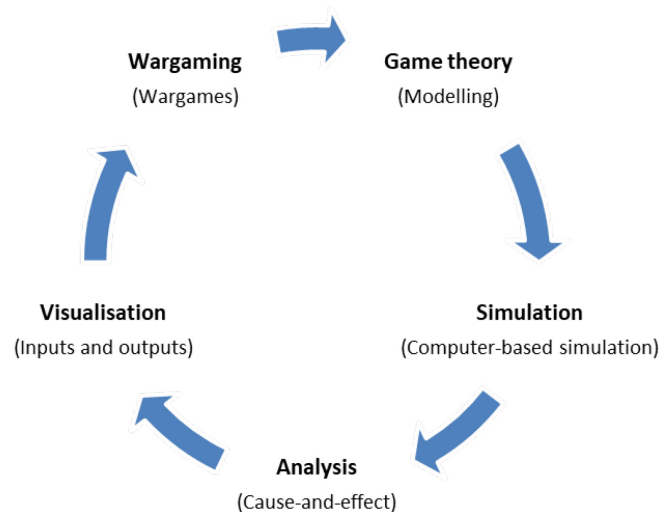 Wargaming
(Wargames)
Game theory
(Modelling)
Simulation
(Computer-based simulation)
Analysis
(Cause-and-effect)
Visualisation
(Inputs and outputs)